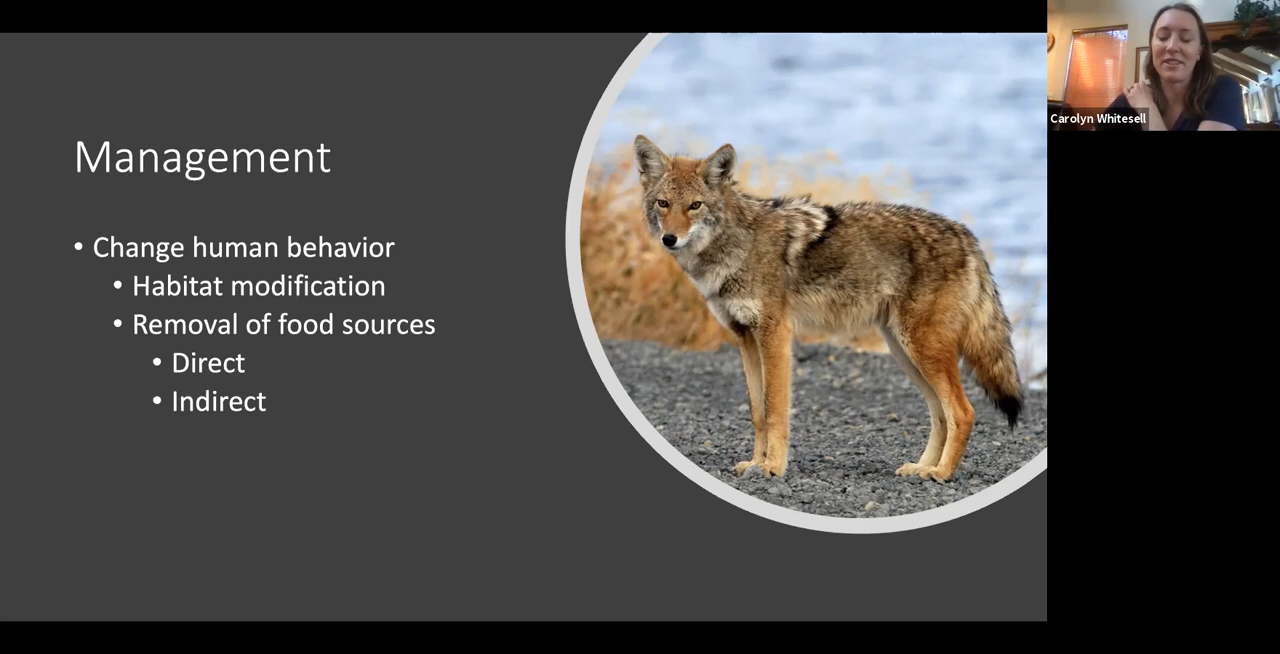 Management
• Change human behavior
• Habitat modification
• Removal of food sources
• Direct
• Indirect
Carolyn Whitesell